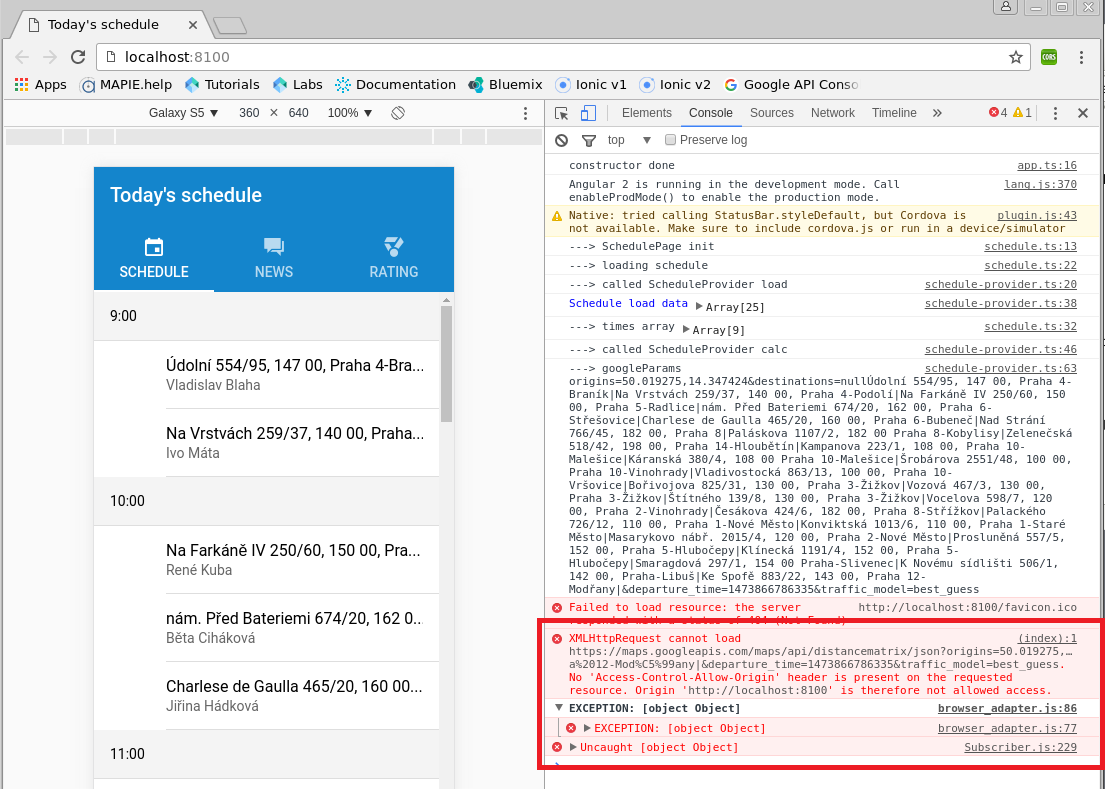 Today's schedule
localhost:8100
CORS
Apps MAPIE.help Tutorials Labs Documentation Bluemix Ionic v1 Ionic v2 Google API Conso
Galaxy S5 ▼ 360 × 640 100% ▼
Elements Console Sources Network Timeline » 4 1
top ▼ Preserve log
Today's schedule
SCHEDULE NEWS RATING
9:00
Údolní 554/95, 147 00, Praha 4-Bra...
Vladislav Blaha
Na Vrstvách 259/37, 140 00, Praha...
Ivo Máta
10:00
Na Farkáně IV 250/60, 150 00, Pra...
René Kuba
nám. Před Bateriemi 674/20, 162 0...
Běta Ciháková
Charlese de Gaulla 465/20, 160 00...
Jiřina Hádková
11:00
constructor done app.ts:16
Angular 2 is running in the development mode. Call lang.js:370
enableProdMode() to enable the production mode.
Native: tried calling StatusBar.styleDefault, but Cordova is plugin.js:43
not available. Make sure to include cordova.js or run in a device/simulator
---> SchedulePage init schedule.ts:13
---> loading schedule schedule.ts:22
---> called ScheduleProvider load schedule-provider.ts:20
Schedule load data ▶Array[25] schedule-provider.ts:38
---> times array ▶Array[9] schedule.ts:32
---> called ScheduleProvider calc schedule-provider.ts:46
---> googleParams schedule-provider.ts:63
origins=50.019275,14.347424&destinations=nullÚdolní 554/95, 147 00, Praha 4-
Braník|Na Vrstvách 259/37, 140 00, Praha 4-Podolí|Na Farkáně IV 250/60, 150
00, Praha 5-Radlice|nám. Před Bateriemi 674/20, 162 00, Praha 6-
Střešovice|Charlese de Gaulla 465/20, 160 00, Praha 6-Bubeneč|Nad Strání
766/45, 182 00, Praha 8|Paláskova 1107/2, 182 00 Praha 8-Kobylisy|Zelenečská
518/42, 198 00, Praha 14-Hloubětín|Kampanova 223/1, 108 00, Praha 10-
Malešice|Káranská 380/4, 108 00 Praha 10-Malešice|Šrobárova 2551/48, 100 00,
Praha 10-Vinohrady|Vladivostocká 863/13, 100 00, Praha 10-
Vršovice|Bořivojova 825/31, 130 00, Praha 3-Žižkov|Vozová 467/3, 130 00,
Praha 3-Žižkov|Štítného 139/8, 130 00, Praha 3-Žižkov|Vocelova 598/7, 120
00, Praha 2-Vinohrady|Česákova 424/6, 182 00, Praha 8-Střížkov|Palackého
726/12, 110 00, Praha 1-Nové Město|Konviktská 1013/6, 110 00, Praha 1-Staré
Město|Masarykovo nábř. 2015/4, 120 00, Praha 2-Nové Město|Prosluněná 557/5,
152 00, Praha 5-Hlubočepy|Klínecká 1191/4, 152 00, Praha 5-
Hlubočepy|Smaragdová 297/1, 154 00 Praha-Slivenec|K Novému sídlišti 506/1,
142 00, Praha-Libuš|Ke Spofě 883/22, 143 00, Praha 12-
Modřany|&departure_time=1473866786335&traffic_model=best_guess
Failed to load resource: the server http://localhost:8100/favicon.ico
responded with a status of 404 (Not Found)
XMLHttpRequest cannot load (index):1
https://maps.googleapis.com/maps/api/distancematrix/json?origins=50.019275,…
a%2012-Mod%C5%99any|&departure_time=1473866786335&traffic_model=best_guess.
No 'Access-Control-Allow-Origin' header is present on the requested
resource. Origin 'http://localhost:8100' is therefore not allowed access.
▼ EXCEPTION: [object Object] browser_adapter.js:86
▶ EXCEPTION: [object Object] browser_adapter.js:77
▶ Uncaught [object Object] Subscriber.js:229